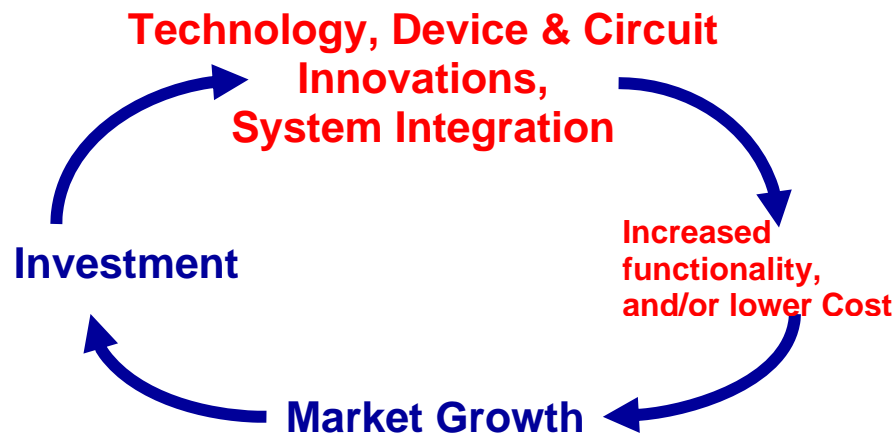 Technology, Device & Circuit
Innovations,
System Integration
Increased
functionality,
and/or lower Cost
Investment
Market Growth